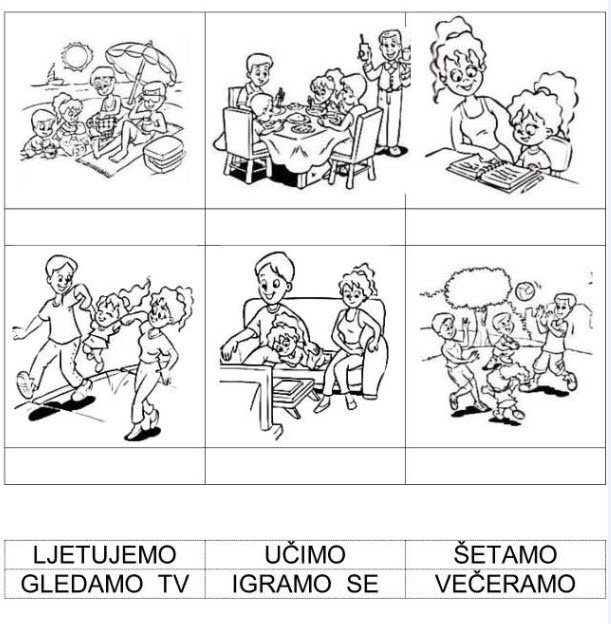 LJETUJEMO UČIMO ŠETAMO
GLEDAMO TV IGRAMO SE VEČERAMO